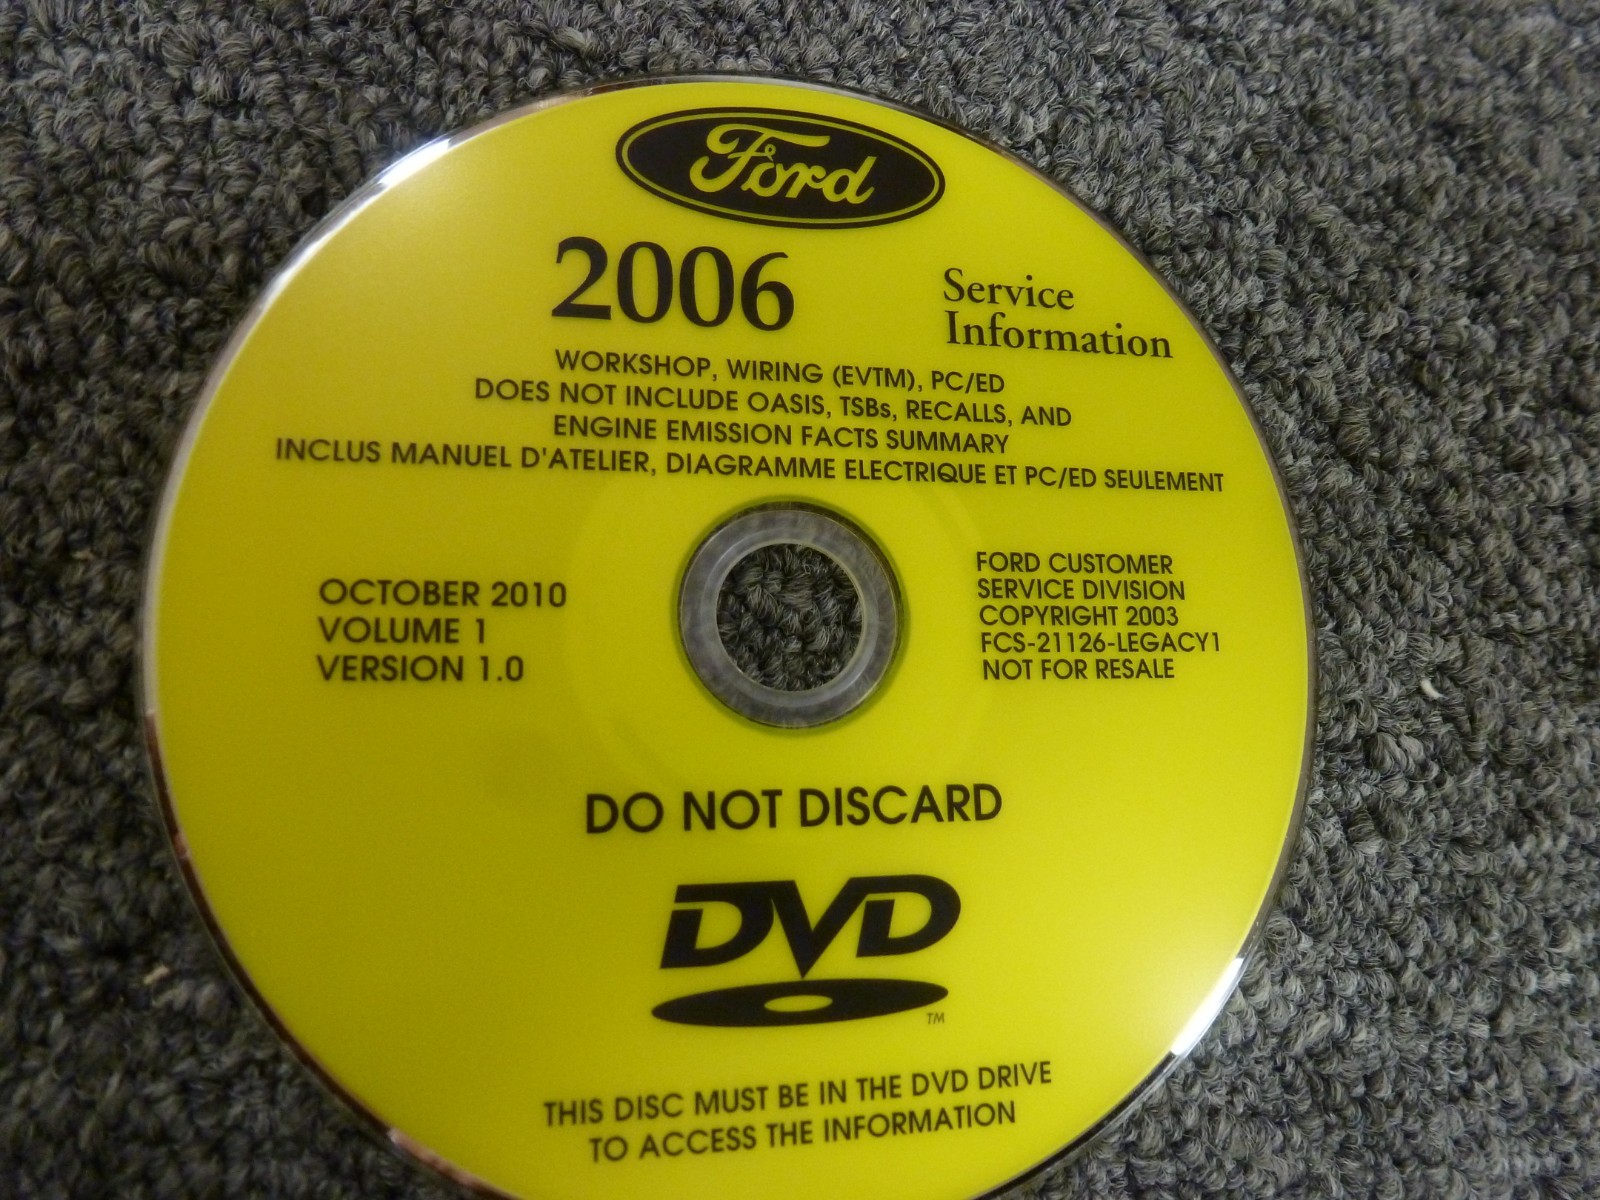 Ford
2006
Service
Information
WORKSHOP, WIRING (EVTM), PC/ED
DOES NOT INCLUDE OASIS, TSBs, RECALLS, AND
ENGINE EMISSION FACTS SUMMARY
INCLUS MANUEL D'ATELIER, DIAGRAMME ELECTRIQUE ET PC/ED SEULEMENT
OCTOBER 2010
VOLUME 1
VERSION 1.0
FORD CUSTOMER
SERVICE DIVISION
COPYRIGHT 2003
FCS-21126-LEGACY1
NOT FOR RESALE
DO NOT DISCARD
DVD
TM
THIS DISC MUST BE IN THE DVD DRIVE
TO ACCESS THE INFORMATION